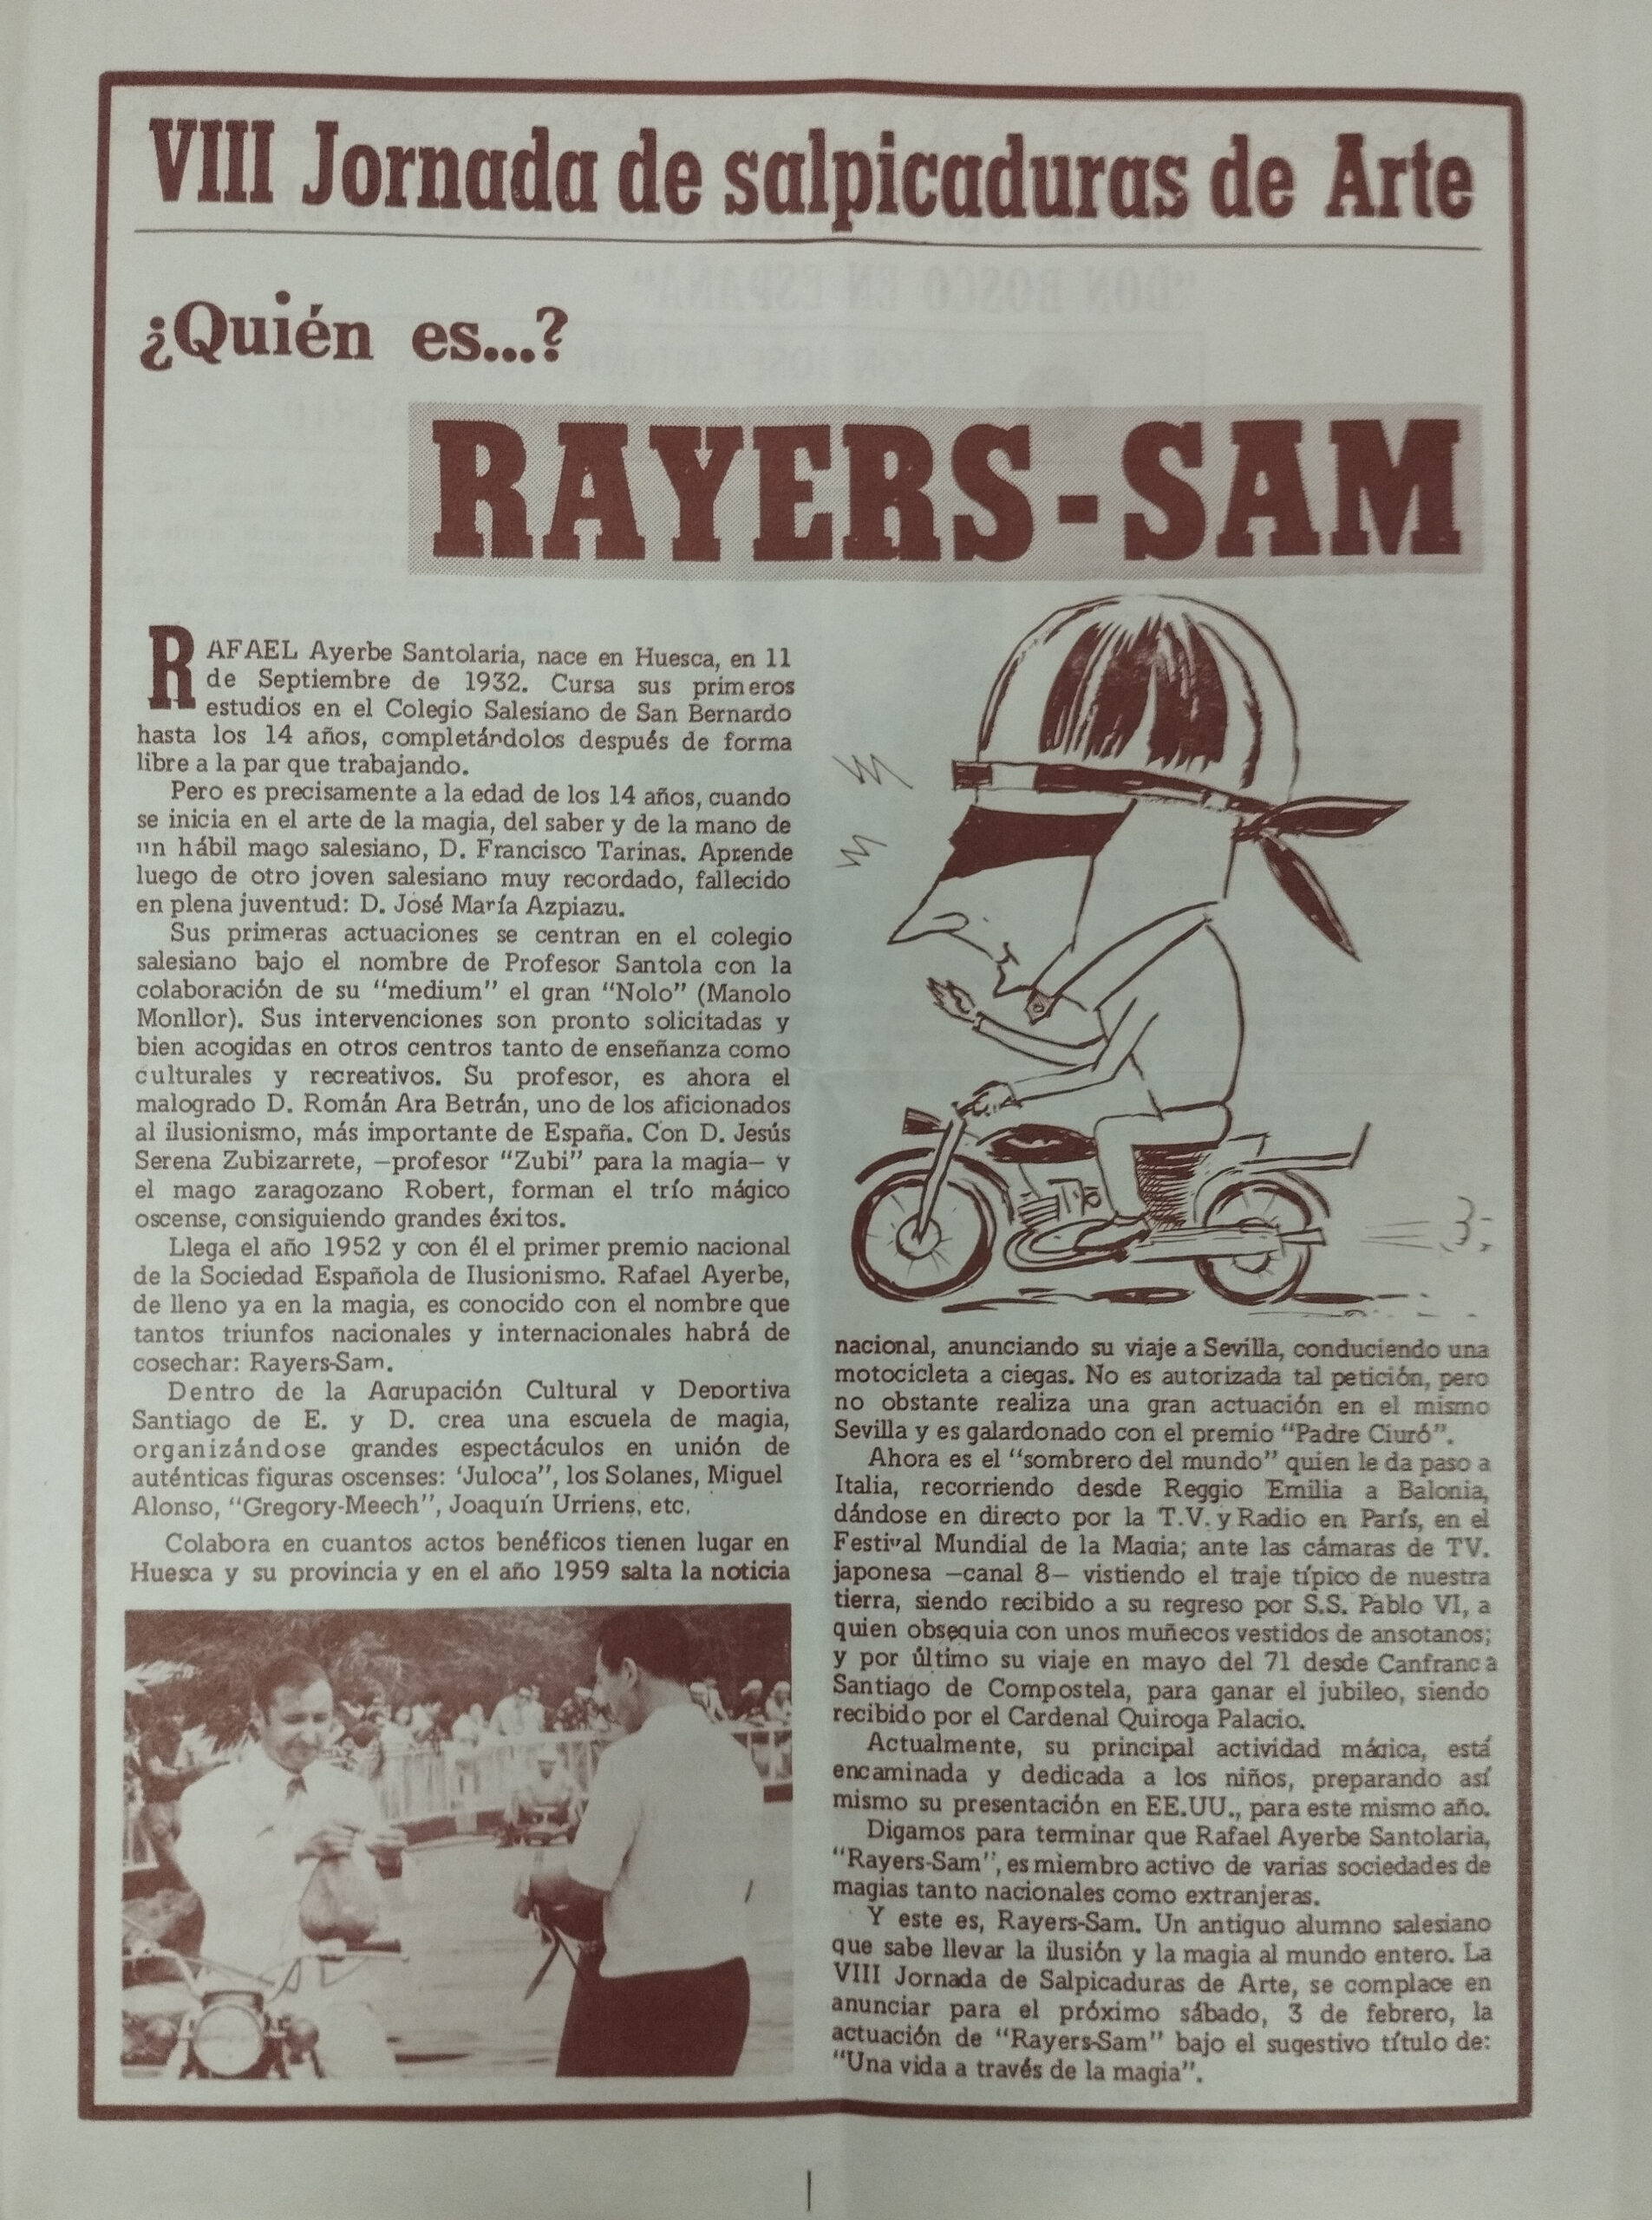 VIII Jornada de salpicaduras de Arte
¿Quién es...?
RAYERS-SAM
RAFAEL Ayerbe Santolaria, nace en Huesca, en 11
de Septiembre de 1932. Cursa sus primeros
estudios en el Colegio Salesiano de San Bernardo
hasta los 14 años, completándolos después de forma
libre a la par que trabajando.
Pero es precisamente a la edad de los 14 años, cuando
se inicia en el arte de la magia, del saber y de la mano de
un hábil mago salesiano, D. Francisco Tarinas. Aprende
luego de otro joven salesiano muy recordado, fallecido
en plena juventud: D. José María Azpiazu.
Sus primeras actuaciones se centran en el colegio
salesiano bajo el nombre de Profesor Santola con la
colaboración de su “medium” el gran “Nolo” (Manolo
Monllor). Sus intervenciones son pronto solicitadas y
bien acogidas en otros centros tanto de enseñanza como
culturales y recreativos. Su profesor, es ahora el
malogrado D. Román Ara Betrán, uno de los aficionados
al ilusionismo, más importante de España. Con D. Jesús
Serena Zubizarrete, —profesor “Zubi” para la magia— y
el mago zaragozano Robert, forman el trío mágico
oscense, consiguiendo grandes éxitos.
Llega el año 1952 y con él el primer premio nacional
de la Sociedad Española de Ilusionismo. Rafael Ayerbe,
de lleno ya en la magia, es conocido con el nombre que
tantos triunfos nacionales y internacionales habrá de
cosechar: Rayers-Sam.
Dentro de la Agrupación Cultural y Deportiva
Santiago de E. y D. crea una escuela de magia,
organizándose grandes espectáculos en unión de
auténticas figuras oscenses: ‘Juloca”, los Solanes, Miguel
Alonso, “Gregory-Meech”, Joaquín Urriens, etc.
Colabora en cuantos actos benéficos tienen lugar en
Huesca y su provincia y en el año 1959 salta la noticia
nacional, anunciando su viaje a Sevilla, conduciendo una
motocicleta a ciegas. No es autorizada tal petición, pero
no obstante realiza una gran actuación en el mismo
Sevilla y es galardonado con el premio “Padre Ciuró”.
Ahora es el “sombrero del mundo” quien le da paso a
Italia, recorriendo desde Reggio Emilia a Balonia,
dándose en directo por la T.V. y Radio en París, en el
Festival Mundial de la Magia; ante las cámaras de TV.
japonesa —canal 8— vistiendo el traje típico de nuestra
tierra, siendo recibido a su regreso por S.S. Pablo VI, a
quien obsequia con unos muñecos vestidos de ansotanos;
y por último su viaje en mayo del 71 desde Canfranc a
Santiago de Compostela, para ganar el jubileo, siendo
recibido por el Cardenal Quiroga Palacio.
Actualmente, su principal actividad mágica, está
encaminada y dedicada a los niños, preparando así
mismo su presentación en EE.UU., para este mismo año.
Digamos para terminar que Rafael Ayerbe Santolaria,
“Rayers-Sam”, es miembro activo de varias sociedades de
magias tanto nacionales como extranjeras.
Y este es, Rayers-Sam. Un antiguo alumno salesiano
que sabe llevar la ilusión y la magia al mundo entero. La
VIII Jornada de Salpicaduras de Arte, se complace en
anunciar para el próximo sábado, 3 de febrero, la
actuación de “Rayers-Sam” bajo el sugestivo título de:
“Una vida a través de la magia”.